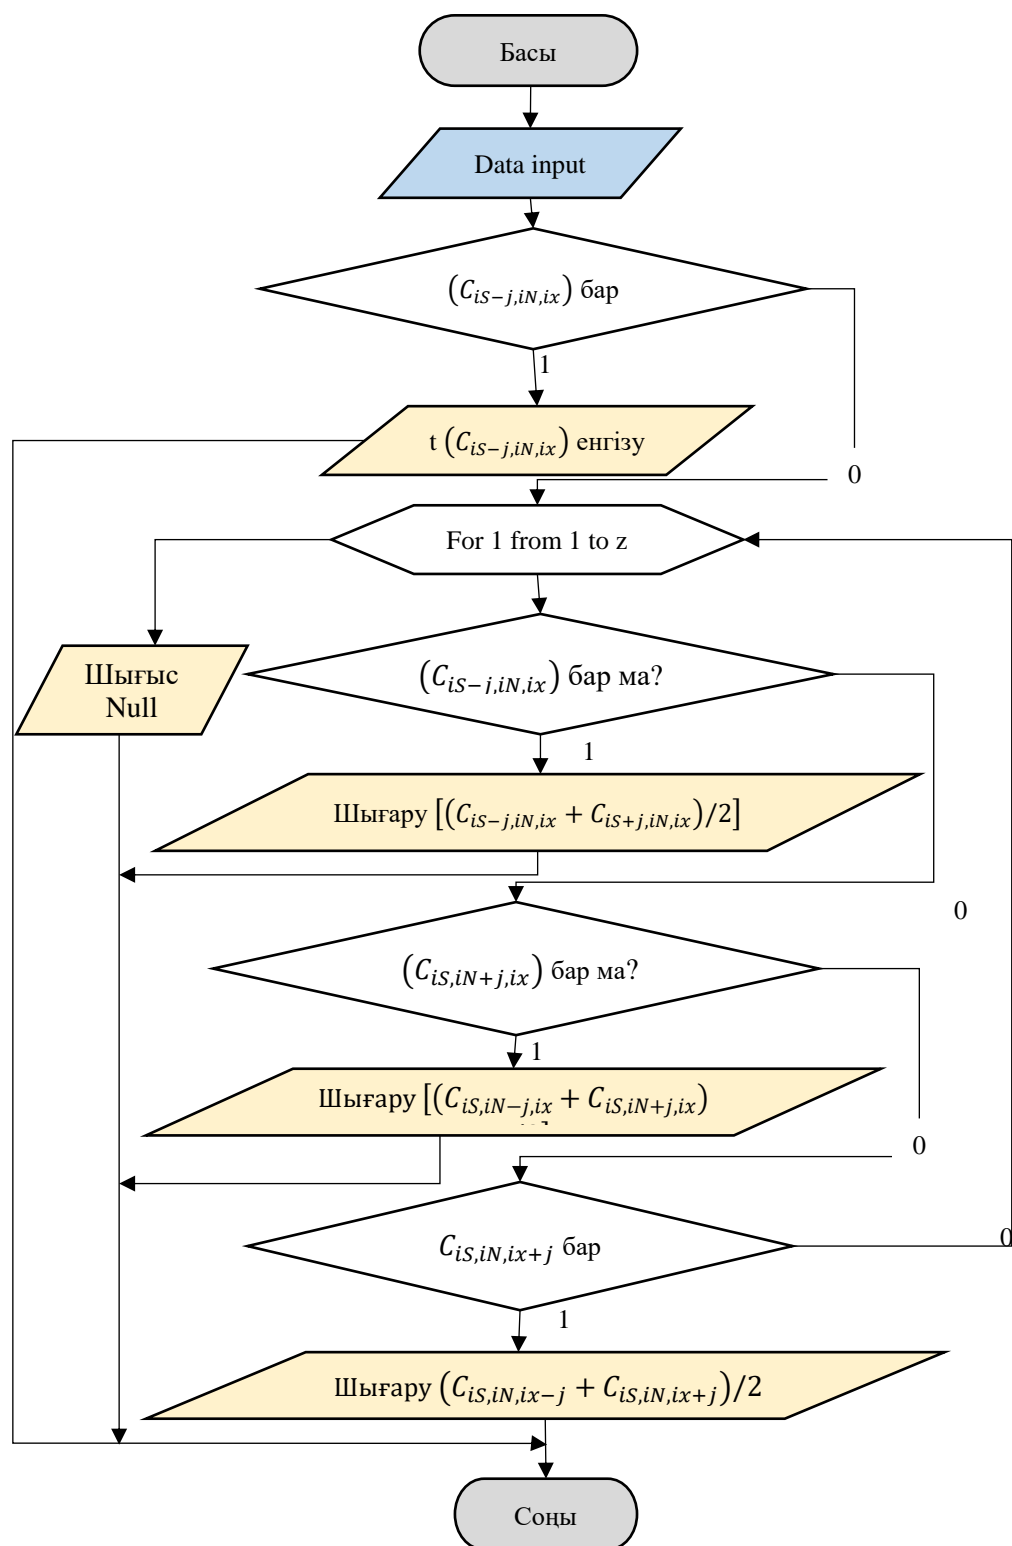 Басы
Data input
(C_{iS−j,iN,ix}) бар
1
t (C_{iS−j,iN,ix}) енгізу
0
For 1 from 1 to z
Шығыс
Null
(C_{iS−j,iN,ix}) бар ма?
1
Шығару [(C_{iS−j,iN,ix} + C_{iS+j,iN,ix})/2]
0
(C_{iS,iN+j,ix}) бар ма?
1
Шығару [(C_{iS,iN−j,ix} + C_{iS,iN+j,ix})
0
C_{iS,iN,ix+j} бар
0
1
Шығару (C_{iS,iN,ix−j} + C_{iS,iN,ix+j})/2
Соңы